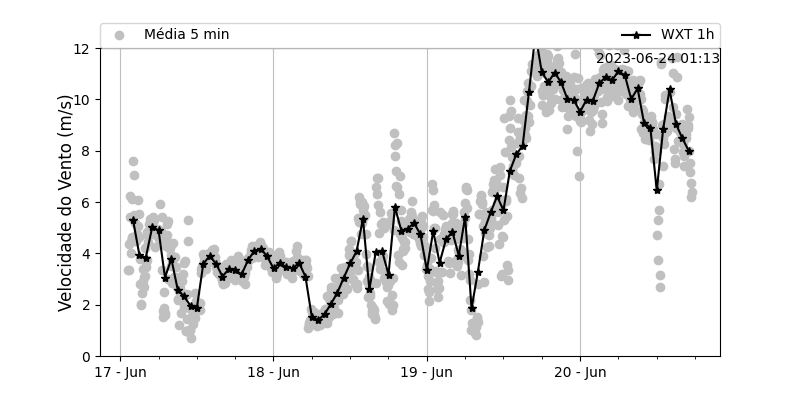 Média 5 min
WXT 1h
2023-06-24 01:13
Velocidade do Vento (m/s)
12
10
8
6
4
2
0
17 - Jun
18 - Jun
19 - Jun
20 - Jun